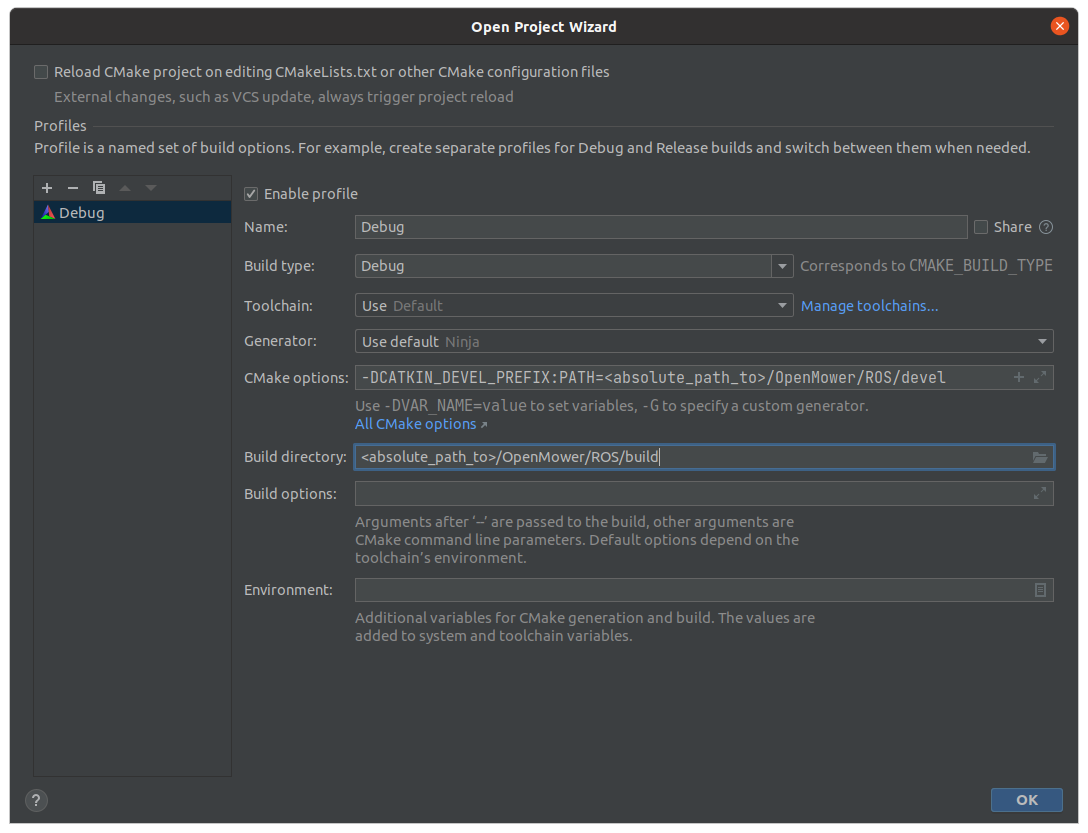 Open Project Wizard
Reload CMake project on editing CMakeLists.txt or other CMake configuration files
External changes, such as VCS update, always trigger project reload
Profiles
Profile is a named set of build options. For example, create separate profiles for Debug and Release builds and switch between them when needed.
Debug
Enable profile
Name: Debug Share ?
Build type: Debug Corresponds to CMAKE_BUILD_TYPE
Toolchain: Use Default Manage toolchains...
Generator: Use default Ninja
CMake options: -DCATKIN_DEVEL_PREFIX:PATH=<absolute_path_to>/OpenMower/ROS/devel
Use -DVAR_NAME=value to set variables, -G to specify a custom generator.
All CMake options ↗
Build directory: <absolute_path_to>/OpenMower/ROS/build
Build options:
Arguments after ‘--’ are passed to the build, other arguments are
CMake command line parameters. Default options depend on the
toolchain’s environment.
Environment:
Additional variables for CMake generation and build. The values are
added to system and toolchain variables.
? OK